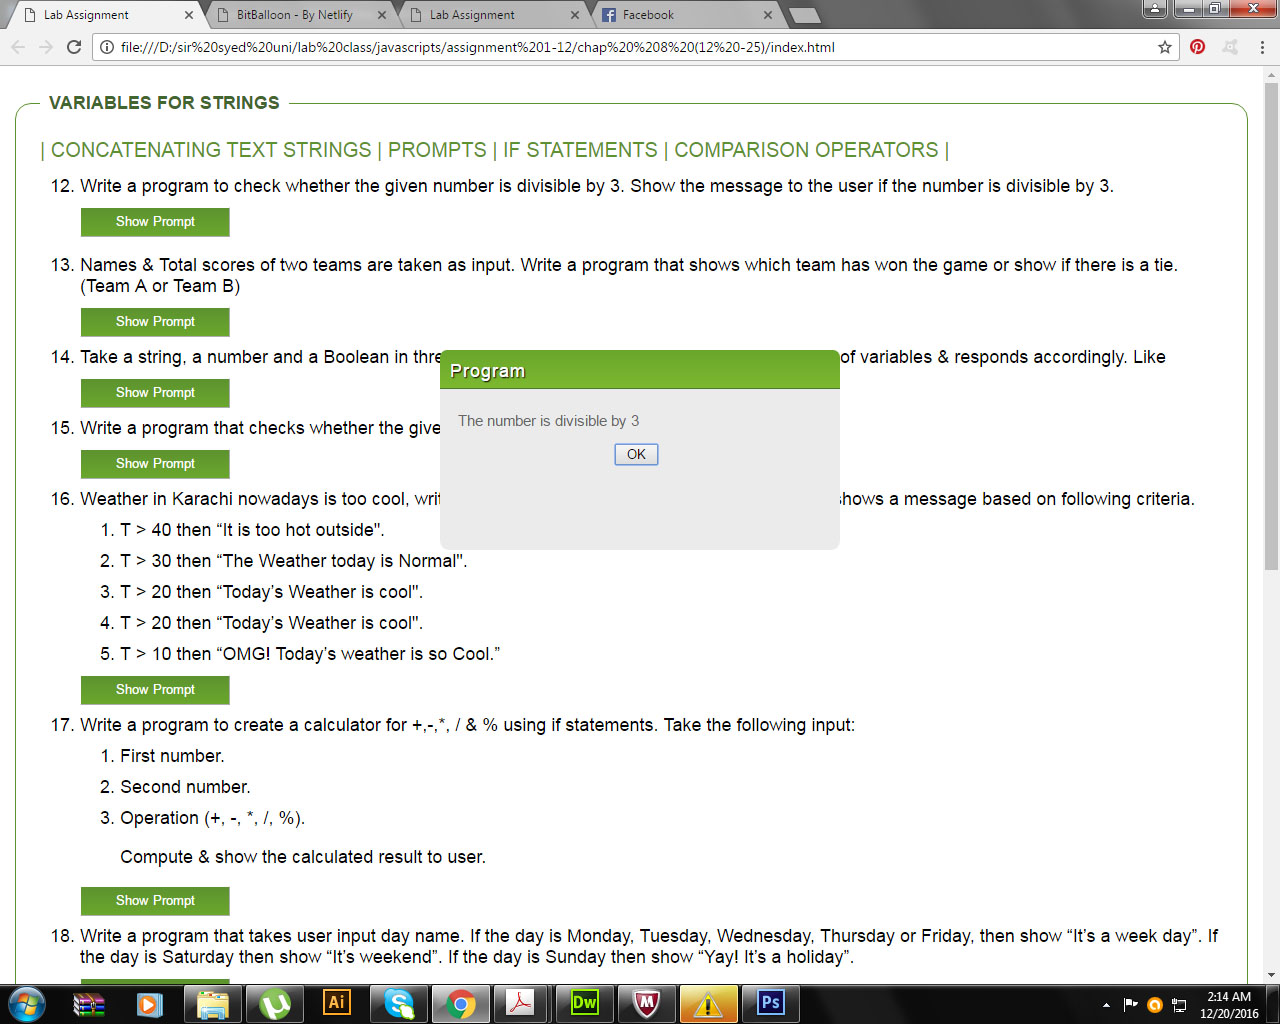 Lab Assignment
BitBalloon - By Netlify
Lab Assignment
Facebook
file:///D:/sir%20syed%20uni/lab%20class/javascripts/assignment%201-12/chap%20%208%20(12%20-25)/index.html
VARIABLES FOR STRINGS
| CONCATENATING TEXT STRINGS | PROMPTS | IF STATEMENTS | COMPARISON OPERATORS |
12. Write a program to check whether the given number is divisible by 3. Show the message to the user if the number is divisible by 3.
Show Prompt
13. Names & Total scores of two teams are taken as input. Write a program that shows which team has won the game or show if there is a tie.
(Team A or Team B)
Show Prompt
14. Take a string, a number and a Boolean in thre of variables & responds accordingly. Like
Show Prompt
Program
The number is divisible by 3
OK
15. Write a program that checks whether the give
Show Prompt
16. Weather in Karachi nowadays is too cool, writ shows a message based on following criteria.
1. T > 40 then “It is too hot outside".
2. T > 30 then “The Weather today is Normal".
3. T > 20 then “Today’s Weather is cool".
4. T > 20 then “Today’s Weather is cool".
5. T > 10 then “OMG! Today’s weather is so Cool.”
Show Prompt
17. Write a program to create a calculator for +,-,*, / & % using if statements. Take the following input:
1. First number.
2. Second number.
3. Operation (+, -, *, /, %).
Compute & show the calculated result to user.
Show Prompt
18. Write a program that takes user input day name. If the day is Monday, Tuesday, Wednesday, Thursday or Friday, then show “It’s a week day”. If
the day is Saturday then show “It’s weekend”. If the day is Sunday then show “Yay! It’s a holiday”.
Ai
Dw
Ps
2:14 AM
12/20/2016